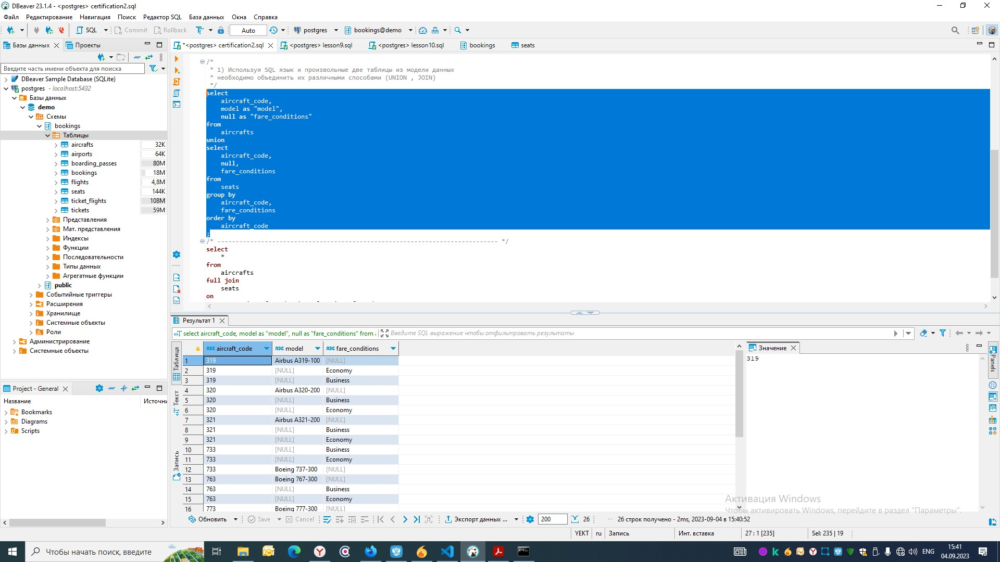 DBeaver 23.1.4 - <postgres> certification2.sql
Файл Редактирование Навигация Поиск Редактор SQL База данных Окна Справка
SQL Commit Rollback Auto postgres bookings@demo
Базы данных Проекты
Введите часть имени объекта для поиска
DBeaver Sample Database (SQLite)
postgres - localhost:5432
Базы данных
demo
Схемы
bookings
Таблицы
aircrafts 32K
airports 64K
boarding_passes 80M
bookings 18M
flights 4,8M
seats 144K
ticket_flights 108M
tickets 59M
Представления
Мат. представления
Индексы
Функции
Последовательности
Типы данных
Агрегатные функции
public
Событийные триггеры
Расширения
Хранилище
Системные объекты
Роли
Администрирование
Системные объекты
Project - General
Название Источни
Bookmarks
Diagrams
Scripts
*<postgres> certification2.sql <postgres> lesson9.sql <postgres> lesson10.sql bookings seats
/*
* 1) Используя SQL язык и произвольные две таблицы из модели данных
* необходимо объединить их различными способами (UNION , JOIN)
*/
select
aircraft_code,
model as "model",
null as "fare_conditions"
from
aircrafts
union
select
aircraft_code,
null,
fare_conditions
from
seats
group by
aircraft_code,
fare_conditions
order by
aircraft_code
;
/* ----------------------------------------------------------------------------- */
select
*
from
aircrafts
full join
seats
on
Результат 1
select aircraft_code, model as "model", null as "fare_conditions" from
Введите SQL выражение чтобы отфильтровать результаты
Таблица
Текст
Запись
ABC aircraft_code ABC model ABC fare_conditions
1 319 Airbus A319-100 [NULL]
2 319 [NULL] Economy
3 319 [NULL] Business
4 320 Airbus A320-200 [NULL]
5 320 [NULL] Business
6 320 [NULL] Economy
7 321 Airbus A321-200 [NULL]
8 321 [NULL] Business
9 321 [NULL] Economy
10 733 [NULL] Business
11 733 [NULL] Economy
12 733 Boeing 737-300 [NULL]
13 763 Boeing 767-300 [NULL]
14 763 [NULL] Business
15 763 [NULL] Economy
16 773 Boeing 777-300 [NULL]
Значение
319
Panels
Активация Windows
Чтобы активировать Windows, перейдите в раздел "Параметры".
Обновить Save Cancel Экспорт данных ... 200 26 ... 26 строк получено - 2ms, 2023-09-04 в 15:40:52
YEKT ru Запись Инт. вставка 27 : 1 [235] Sel: 235 | 19
Чтобы начать поиск, введите
ENG
15:41
04.09.2023